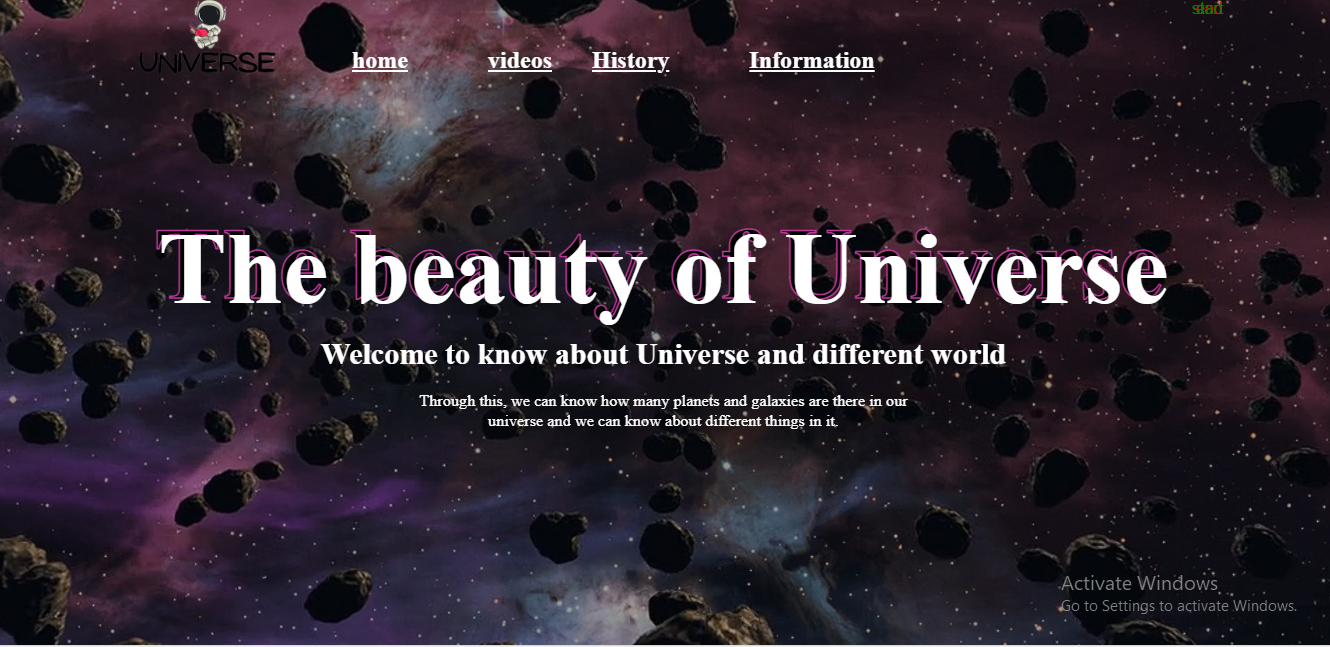 UNIVERSE
home videos History Information
The beauty of Universe
Welcome to know about Universe and different world
Through this, we can know how many planets and galaxies are there in our
universe and we can know about different things in it.
Activate Windows
Go to Settings to activate Windows.